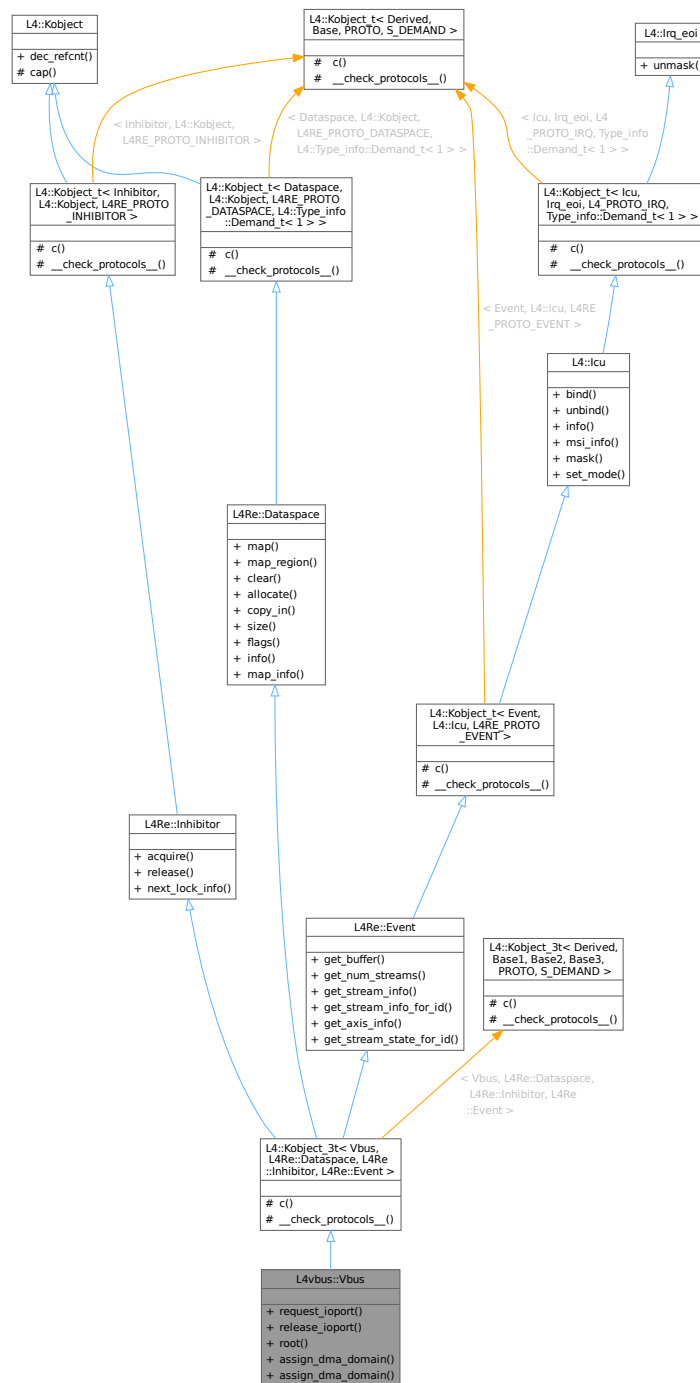 L4::Kobject
+ dec_refcnt()
# cap()
L4::Kobject_t< Derived,
Base, PROTO, S_DEMAND >
# c()
# __check_protocols__()
L4::Irq_eoi
+ unmask()
< Inhibitor, L4::Kobject,
L4RE_PROTO_INHIBITOR >
< Dataspace, L4::Kobject,
L4RE_PROTO_DATASPACE,
L4::Type_info::Demand_t< 1 > >
< Icu, Irq_eoi, L4
_PROTO_IRQ, Type_info
::Demand_t< 1 > >
L4::Kobject_t< Inhibitor,
L4::Kobject, L4RE_PROTO
_INHIBITOR >
# c()
# __check_protocols__()
L4::Kobject_t< Dataspace,
L4::Kobject, L4RE_PROTO
_DATASPACE, L4::Type_info
::Demand_t< 1 > >
# c()
# __check_protocols__()
L4::Kobject_t< Icu,
Irq_eoi, L4_PROTO_IRQ,
Type_info::Demand_t< 1 > >
# c()
# __check_protocols__()
< Event, L4::Icu, L4RE
_PROTO_EVENT >
L4::Icu
+ bind()
+ unbind()
+ info()
+ msi_info()
+ mask()
+ set_mode()
L4Re::Dataspace
+ map()
+ map_region()
+ clear()
+ allocate()
+ copy_in()
+ size()
+ flags()
+ info()
+ map_info()
L4::Kobject_t< Event,
L4::Icu, L4RE_PROTO
_EVENT >
# c()
# __check_protocols__()
L4Re::Inhibitor
+ acquire()
+ release()
+ next_lock_info()
L4Re::Event
+ get_buffer()
+ get_num_streams()
+ get_stream_info()
+ get_stream_info_for_id()
+ get_axis_info()
+ get_stream_state_for_id()
L4::Kobject_3t< Derived,
Base1, Base2, Base3,
PROTO, S_DEMAND >
# c()
# __check_protocols__()
< Vbus, L4Re::Dataspace,
L4Re::Inhibitor, L4Re
::Event >
L4::Kobject_3t< Vbus,
L4Re::Dataspace, L4Re
::Inhibitor, L4Re::Event >
# c()
# __check_protocols__()
L4vbus::Vbus
+ request_ioport()
+ release_ioport()
+ root()
+ assign_dma_domain()
+ assign_dma_domain()